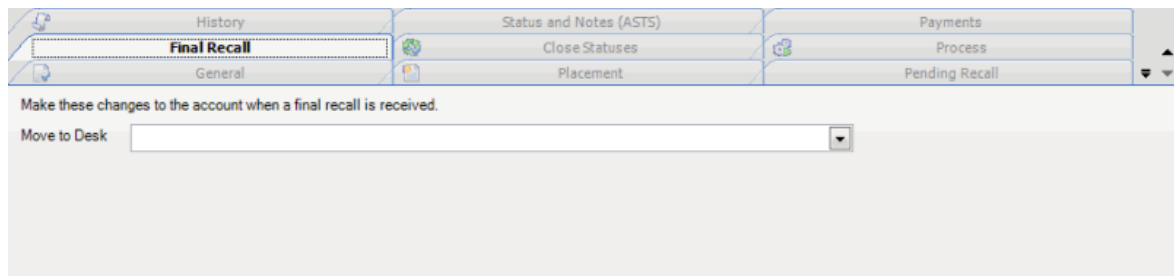 History
Status and Notes (ASTS)
Payments
Final Recall
Close Statuses
Process
General
Placement
Pending Recall
Make these changes to the account when a final recall is received.
Move to Desk